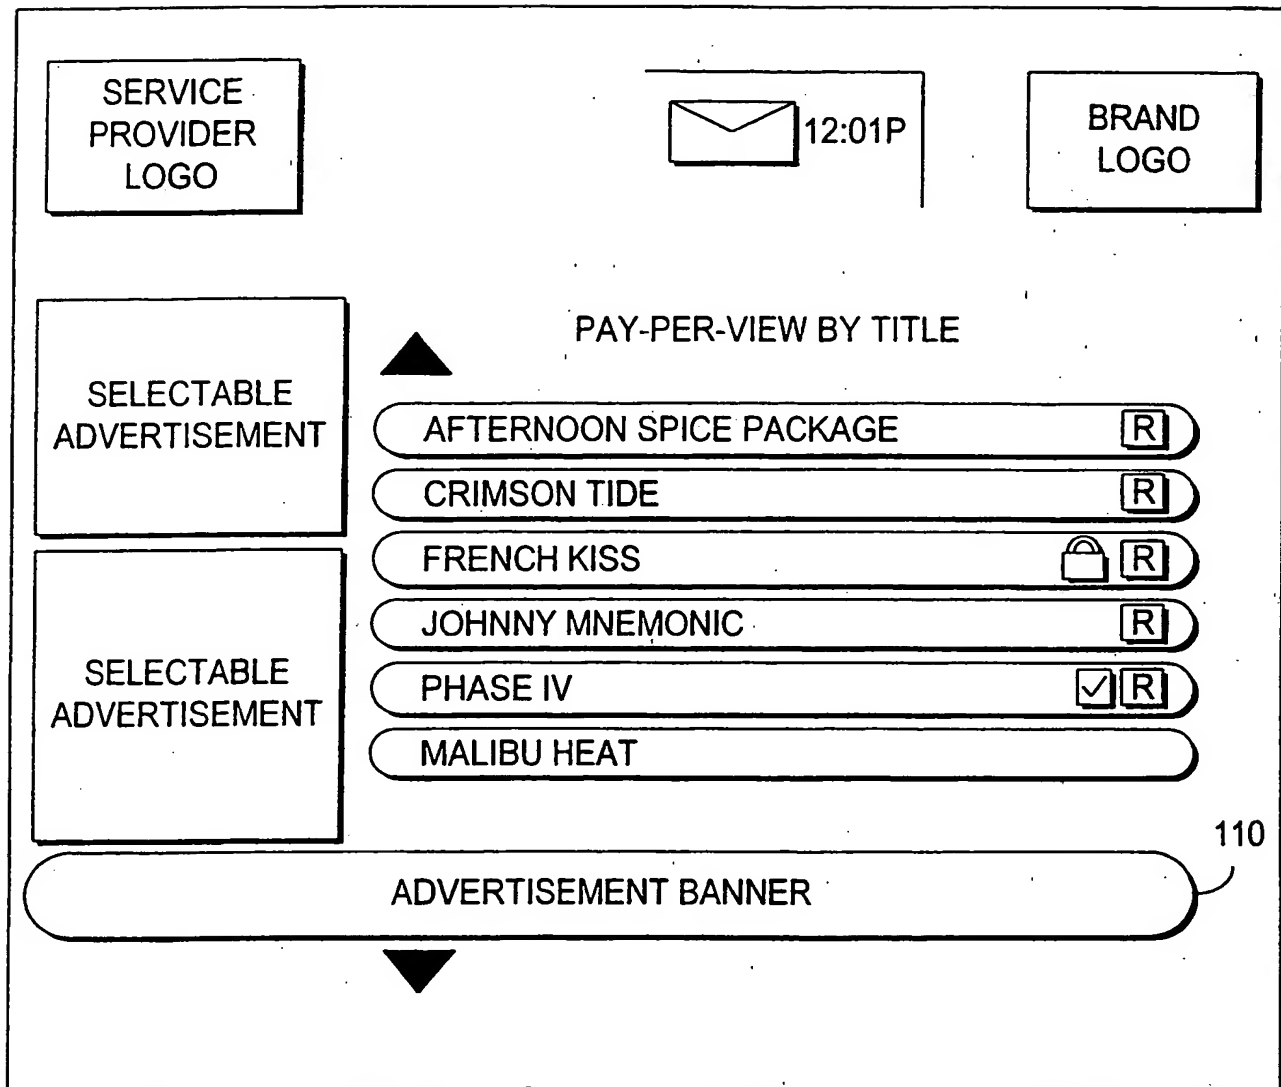 SERVICE
PROVIDER
LOGO
12:01P
BRAND
LOGO
SELECTABLE
ADVERTISEMENT
PAY-PER-VIEW BY TITLE
AFTERNOON SPICE PACKAGE R
CRIMSON TIDE R
FRENCH KISS R
JOHNNY MNEMONIC R
PHASE IV R
MALIBU HEAT
SELECTABLE
ADVERTISEMENT
110
ADVERTISEMENT BANNER